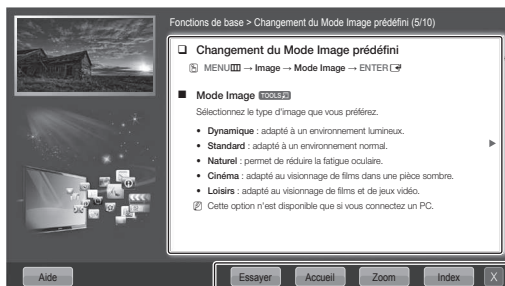 Fonctions de base > Changement du Mode Image prédéfini (5/10)
❑ Changement du Mode Image prédéfini
MENU → Image → Mode Image → ENTER
■ Mode Image TOOLS
Sélectionnez le type d'image que vous préférez.
• Dynamique : adapté à un environnement lumineux.
• Standard : adapté à un environnement normal.
• Naturel : permet de réduire la fatigue oculaire.
• Cinéma : adapté au visionnage de films dans une pièce sombre.
• Loisirs : adapté au visionnage de films et de jeux vidéo.
Cette option n'est disponible que si vous connectez un PC.
Aide Essayer Accueil Zoom Index X